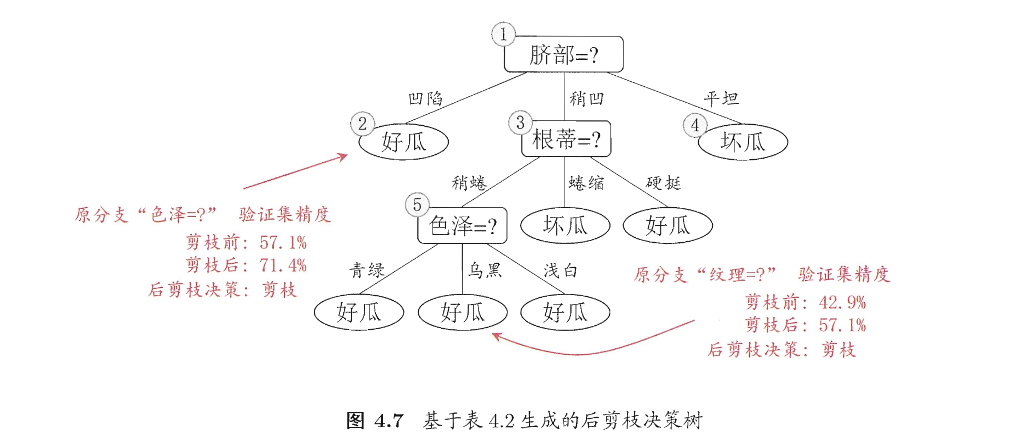 1
脐部=?
凹陷 稍凹 平坦
2 好瓜 3 根蒂=? 4 坏瓜
稍蜷 蜷缩 硬挺
5 色泽=? 坏瓜 好瓜
原分支“色泽=?” 验证集精度
剪枝前: 57.1%
剪枝后: 71.4%
后剪枝决策: 剪枝
青绿 乌黑 浅白
好瓜 好瓜 好瓜
原分支“纹理=?” 验证集精度
剪枝前: 42.9%
剪枝后: 57.1%
后剪枝决策: 剪枝
图 4.7 基于表 4.2 生成的后剪枝决策树